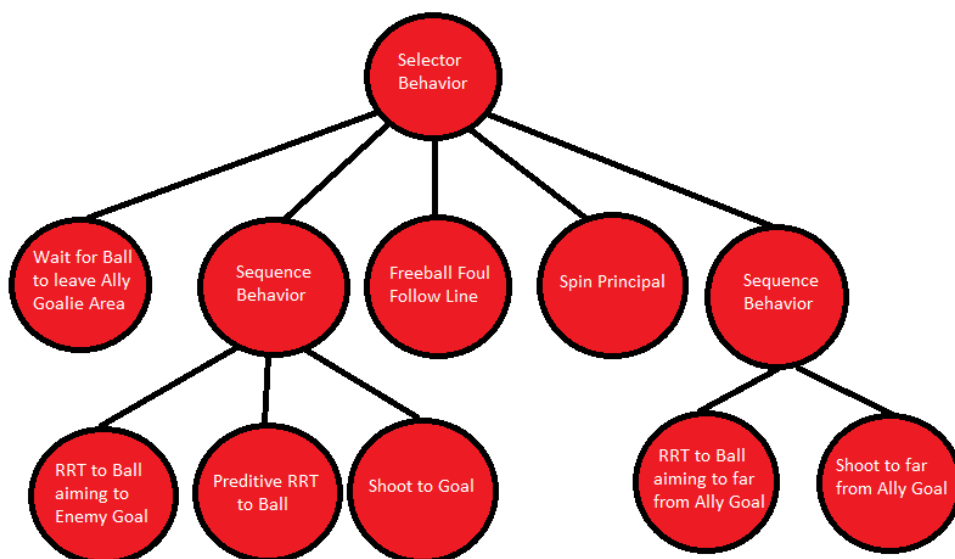 Selector
Behavior
Wait for Ball
to leave Ally
Goalie Area
Sequence
Behavior
Freeball Foul
Follow Line
Spin Principal
Sequence
Behavior
RRT to Ball
aiming to
Enemy Goal
Preditive RRT
to Ball
Shoot to Goal
RRT to Ball
aiming to far
from Ally Goal
Shoot to far
from Ally Goal